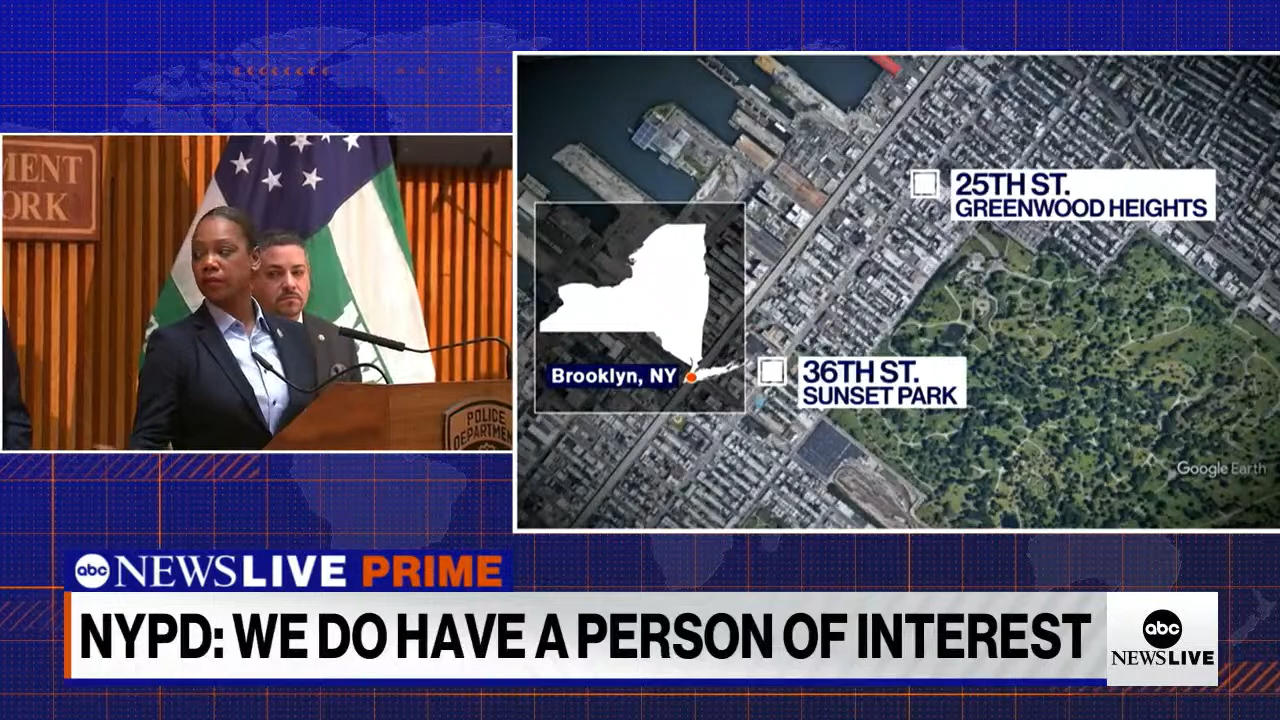 MENT
ORK
POLICE
DEPARTMEN
25TH ST.
GREENWOOD HEIGHTS
Brooklyn, NY
36TH ST.
SUNSET PARK
Google Earth
abc NEWS LIVE PRIME
NYPD: WE DO HAVE A PERSON OF INTEREST
abc
NEWS LIVE